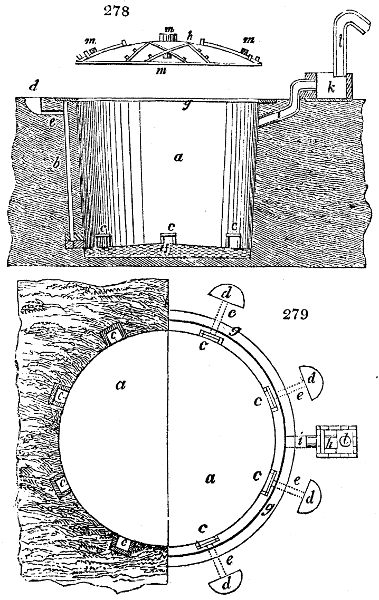 278
m m h m
m
l
d g k
e i
b a
c c c
f
279
d
e
g
c
c a d
c e
a i h l
c e
c c d
g
c c
e
d